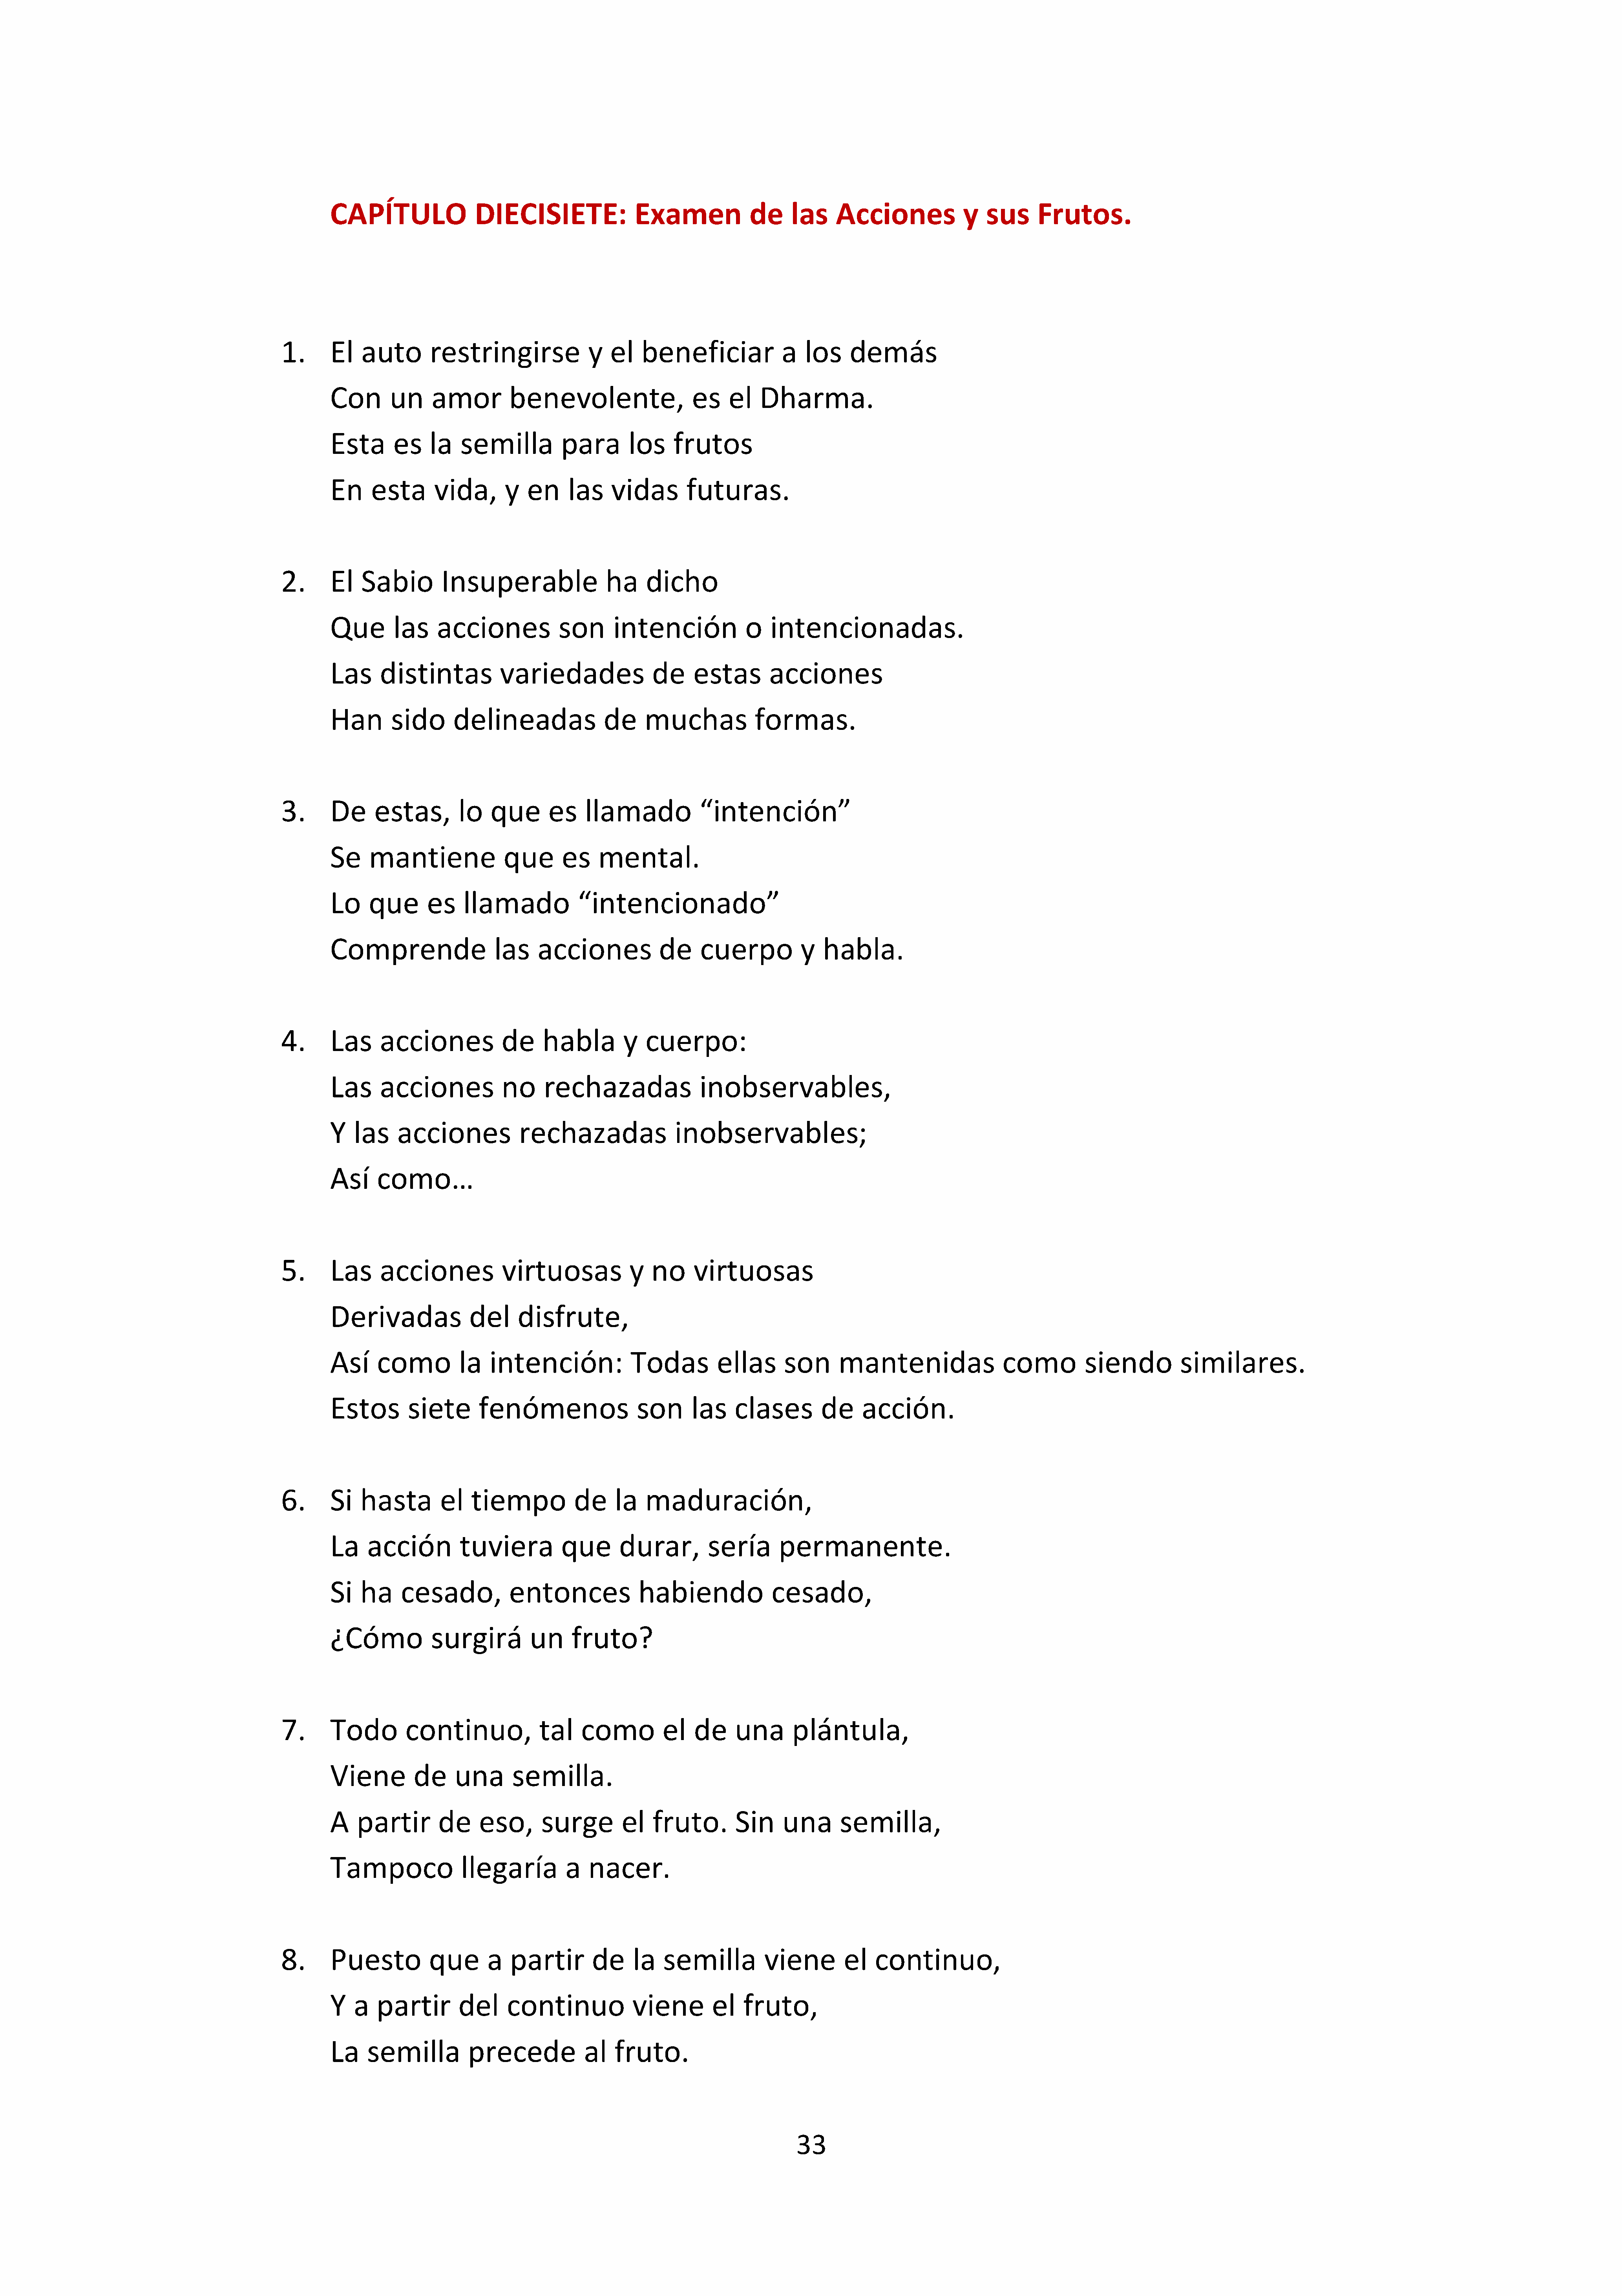 CAPÍTULO DIECISIETE: Examen de las Acciones y sus Frutos.
1. El auto restringirse y el beneficiar a los demás
Con un amor benevolente, es el Dharma.
Esta es la semilla para los frutos
En esta vida, y en las vidas futuras.
2. El Sabio Insuperable ha dicho
Que las acciones son intención o intencionadas.
Las distintas variedades de estas acciones
Han sido delineadas de muchas formas.
3. De estas, lo que es llamado “intención”
Se mantiene que es mental.
Lo que es llamado “intencionado”
Comprende las acciones de cuerpo y habla.
4. Las acciones de habla y cuerpo:
Las acciones no rechazadas inobservables,
Y las acciones rechazadas inobservables;
Así como…
5. Las acciones virtuosas y no virtuosas
Derivadas del disfrute,
Así como la intención: Todas ellas son mantenidas como siendo similares.
Estos siete fenómenos son las clases de acción.
6. Si hasta el tiempo de la maduración,
La acción tuviera que durar, sería permanente.
Si ha cesado, entonces habiendo cesado,
¿Cómo surgirá un fruto?
7. Todo continuo, tal como el de una plántula,
Viene de una semilla.
A partir de eso, surge el fruto. Sin una semilla,
Tampoco llegaría a nacer.
8. Puesto que a partir de la semilla viene el continuo,
Y a partir del continuo viene el fruto,
La semilla precede al fruto.
33